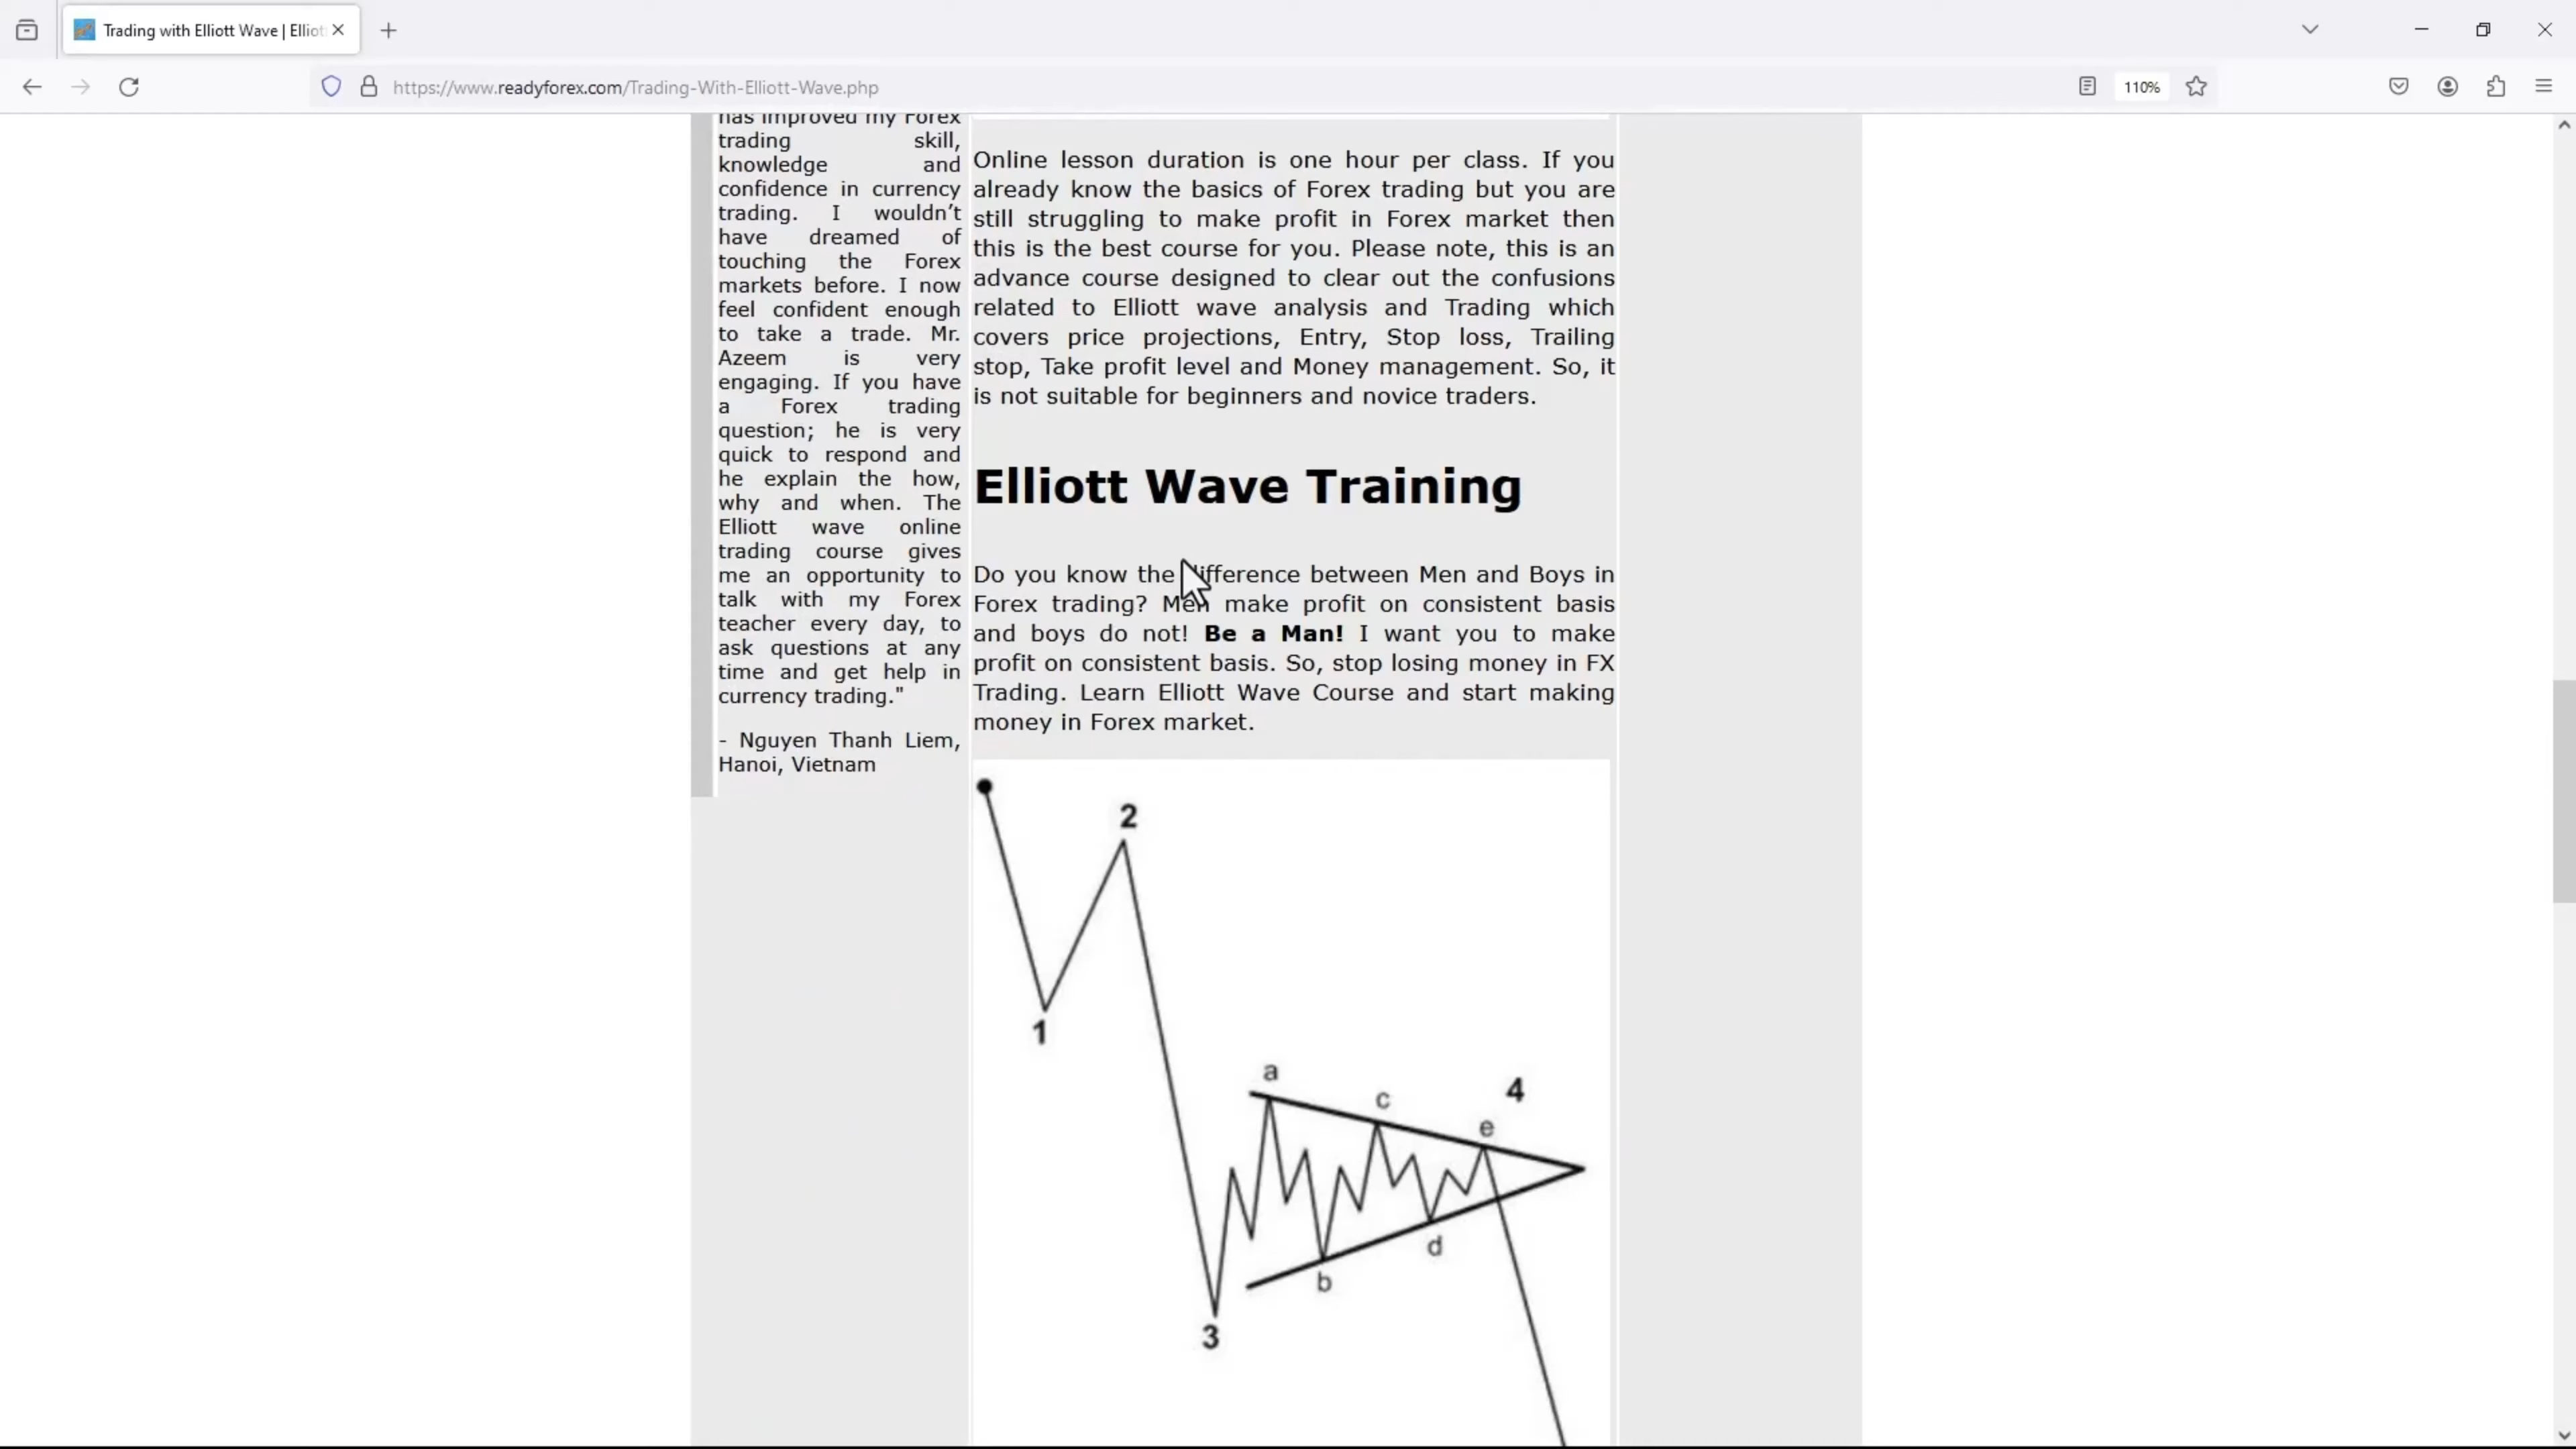 Trading with Elliott Wave | Elliot
https://www.readyforex.com/Trading-With-Elliott-Wave.php
110%
has improved my Forex
trading skill,
knowledge and
confidence in currency
trading. I wouldn't
have dreamed of
touching the Forex
markets before. I now
feel confident enough
to take a trade. Mr.
Azeem is very
engaging. If you have
a Forex trading
question; he is very
quick to respond and
he explain the how,
why and when. The
Elliott wave online
trading course gives
me an opportunity to
talk with my Forex
teacher every day, to
ask questions at any
time and get help in
currency trading."
- Nguyen Thanh Liem,
Hanoi, Vietnam
Online lesson duration is one hour per class. If you
already know the basics of Forex trading but you are
still struggling to make profit in Forex market then
this is the best course for you. Please note, this is an
advance course designed to clear out the confusions
related to Elliott wave analysis and Trading which
covers price projections, Entry, Stop loss, Trailing
stop, Take profit level and Money management. So, it
is not suitable for beginners and novice traders.
Elliott Wave Training
Do you know the difference between Men and Boys in
Forex trading? Men make profit on consistent basis
and boys do not! Be a Man! I want you to make
profit on consistent basis. So, stop losing money in FX
Trading. Learn Elliott Wave Course and start making
money in Forex market.
2
1
a
c
4
e
d
b
3